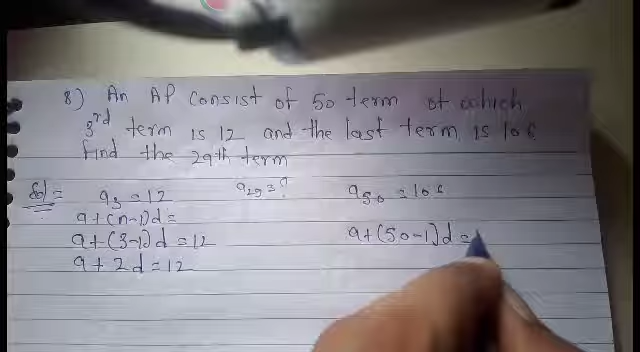 8) An AP consist of 50 term of which
3rd term is 12 and the last term is 106
find the 29th term
Sol = a3 = 12 a29 = ? a50 = 106
a+(n-1)d =
a+(3-1)d = 12 a+(50-1)d =
a + 2d = 12